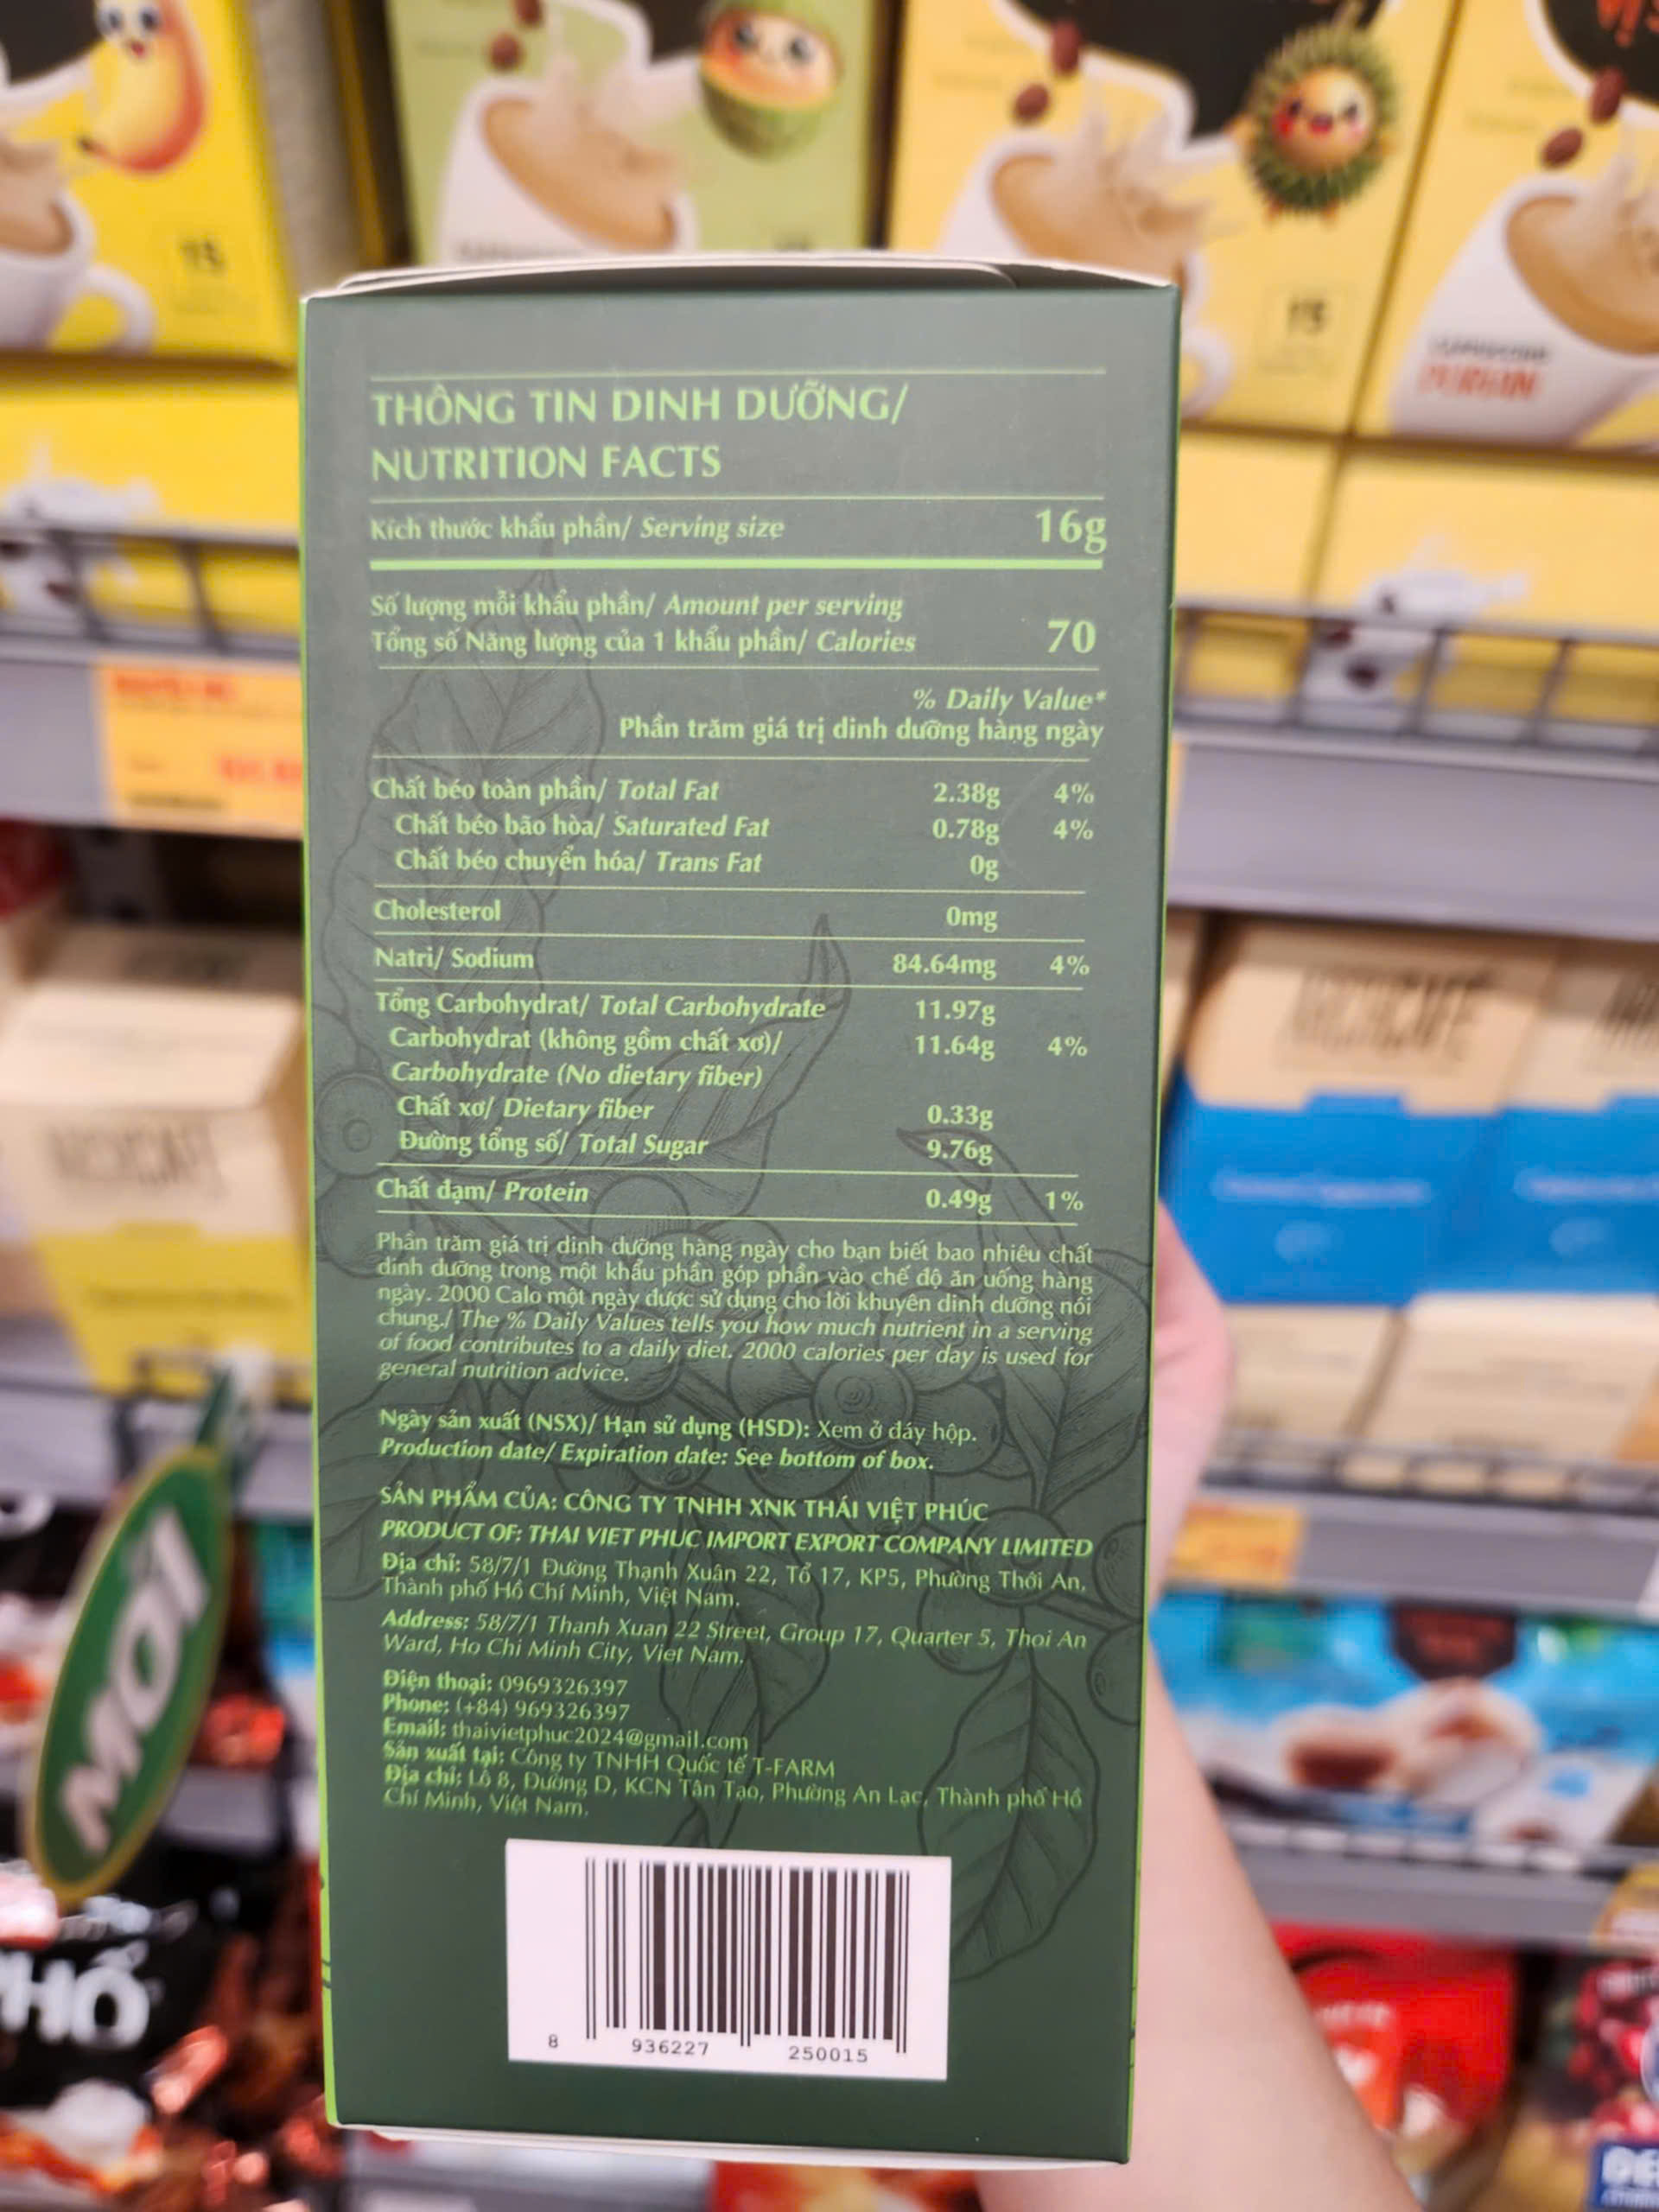 15
15
THÔNG TIN DINH DƯỠNG/
NUTRITION FACTS
Kích thước khẩu phần/ Serving size 16g
Số lượng mỗi khẩu phần/ Amount per serving
Tổng số Năng lượng của 1 khẩu phần/ Calories 70
% Daily Value*
Phần trăm giá trị dinh dưỡng hàng ngày
Chất béo toàn phần/ Total Fat 2.38g 4%
Chất béo bão hòa/ Saturated Fat 0.78g 4%
Chất béo chuyển hóa/ Trans Fat 0g
Cholesterol 0mg
Natri/ Sodium 84.64mg 4%
Tổng Carbohydrat/ Total Carbohydrate 11.97g
Carbohydrat (không gồm chất xơ)/ 11.64g 4%
Carbohydrate (No dietary fiber)
Chất xơ/ Dietary fiber 0.33g
Đường tổng số/ Total Sugar 9.76g
Chất đạm/ Protein 0.49g 1%
Phần trăm giá trị dinh dưỡng hàng ngày cho bạn biết bao nhiêu chất
dinh dưỡng trong một khẩu phần góp phần vào chế độ ăn uống hàng
ngày. 2000 Calo một ngày được sử dụng cho lời khuyên dinh dưỡng nói
chung./ The % Daily Values tells you how much nutrient in a serving
of food contributes to a daily diet. 2000 calories per day is used for
general nutrition advice.
Ngày sản xuất (NSX)/ Hạn sử dụng (HSD): Xem ở đáy hộp.
Production date/ Expiration date: See bottom of box.
SẢN PHẨM CỦA: CÔNG TY TNHH XNK THÁI VIỆT PHÚC
PRODUCT OF: THAI VIET PHUC IMPORT EXPORT COMPANY LIMITED
Địa chỉ: 58/7/1 Đường Thạnh Xuân 22, Tổ 17, KP5, Phường Thới An,
Thành phố Hồ Chí Minh, Việt Nam.
Address: 58/7/1 Thanh Xuan 22 Street, Group 17, Quarter 5, Thoi An
Ward, Ho Chi Minh City, Viet Nam.
Điện thoại: 0969326397
Phone: (+84) 969326397
Email: thaivietphuc2024@gmail.com
Sản xuất tại: Công ty TNHH Quốc tế T-FARM
Địa chỉ: Lô 8, Đường D, KCN Tân Tạo, Phường An Lạc, Thành phố Hồ
Chí Minh, Việt Nam.
8 936227 250015
MỚI
PHỐ